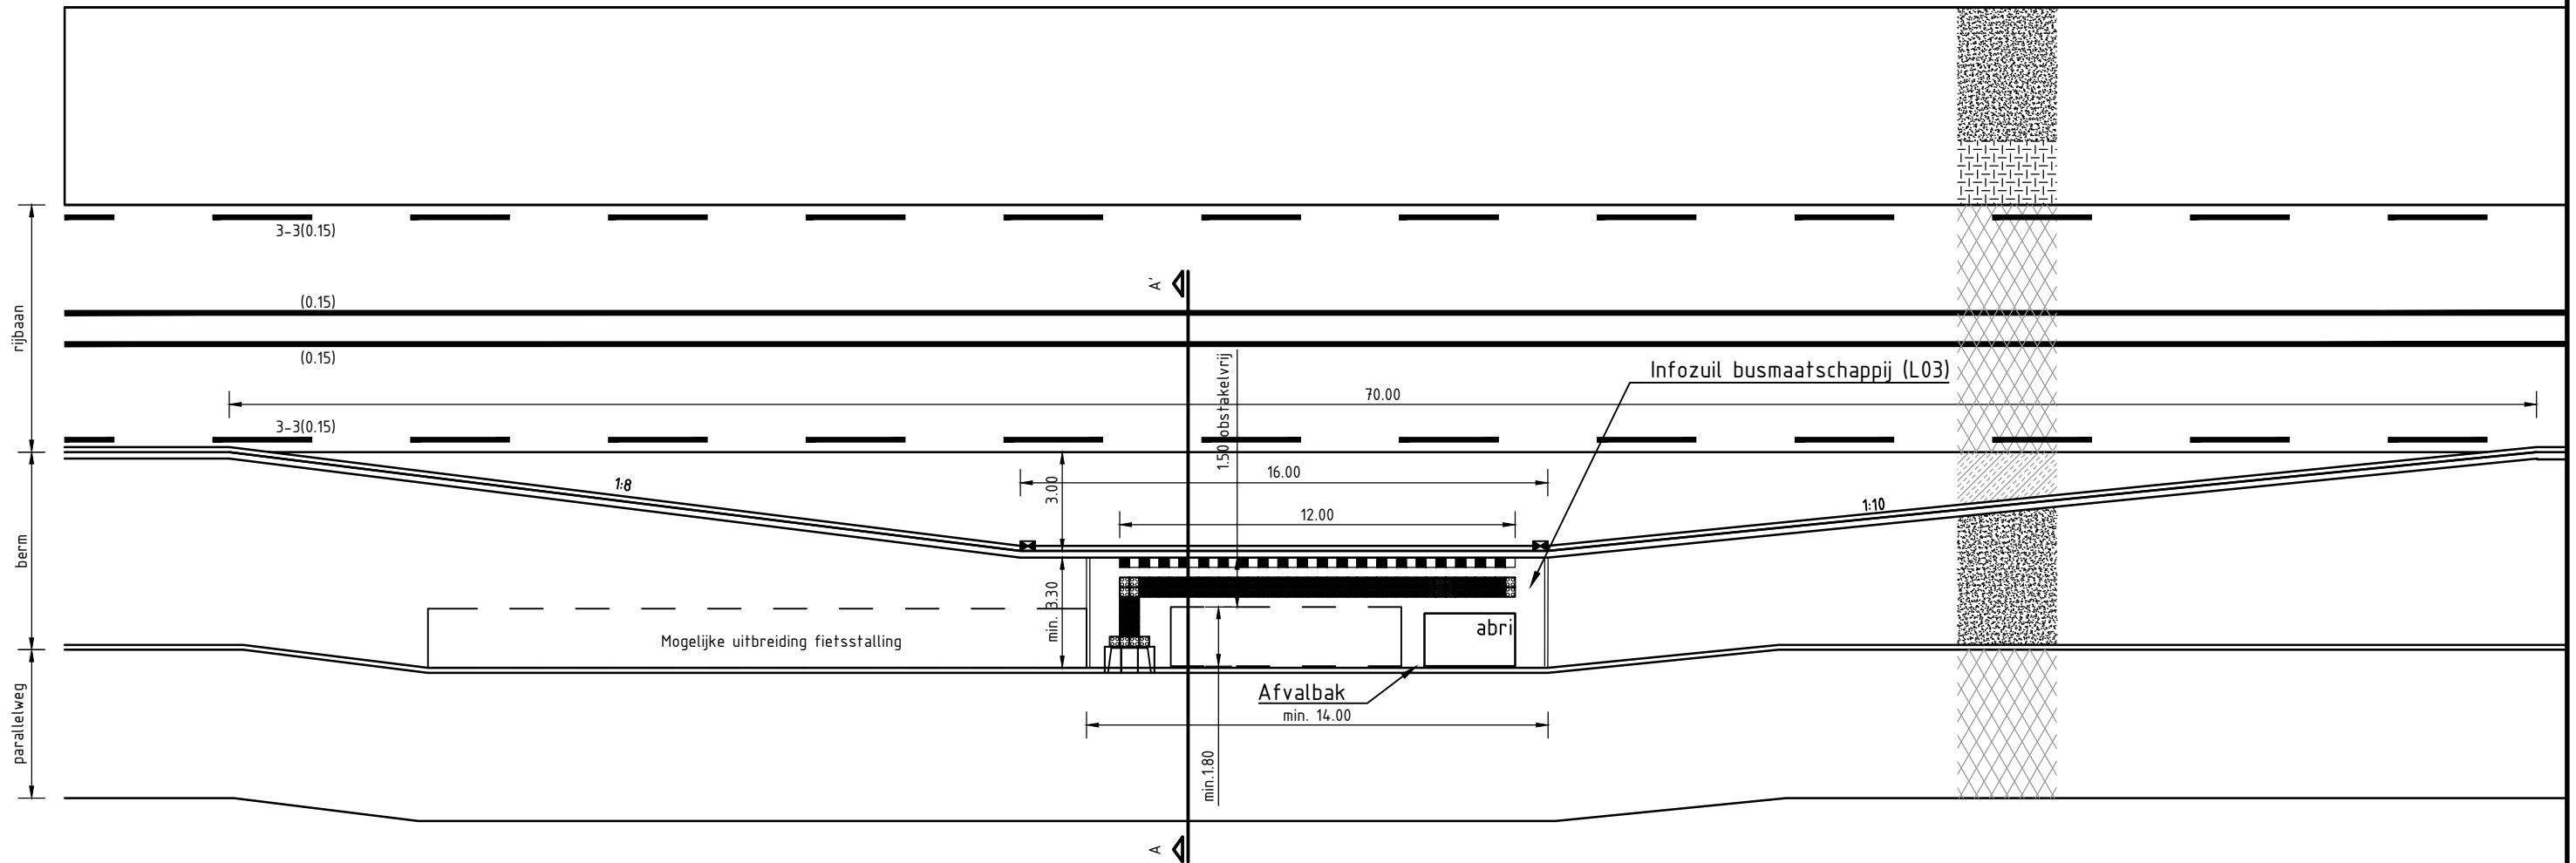 3-3(0.15)
(0.15)
(0.15)
3-3(0.15)
rijbaan
berm
parallelweg
A'
1.50 obstakelvrij
Infozuil busmaatschappij (L03)
70.00
16.00
3.00
12.00
1:8
1:10
min. 3.30
Mogelijke uitbreiding fietsstalling
abri
Afvalbak
min. 14.00
min.1.80
A